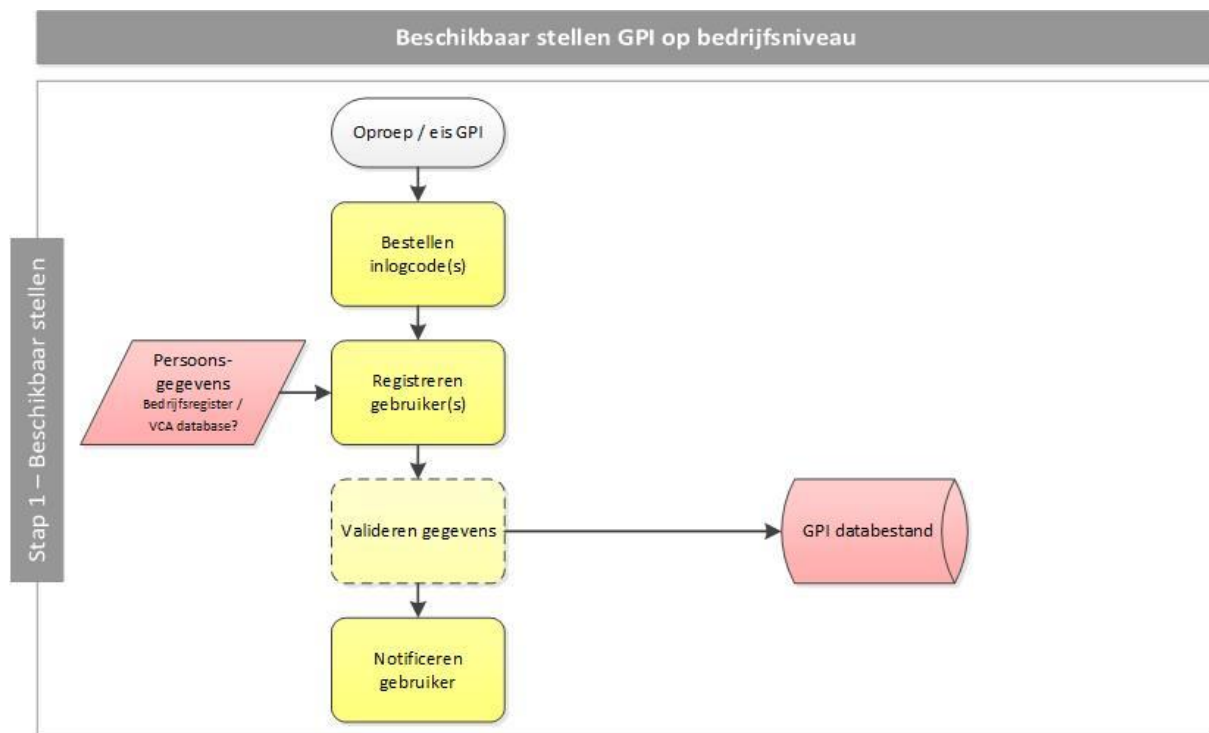 Beschikbaar stellen GPI op bedrijfsniveau
Stap 1 – Beschikbaar stellen
Oproep / eis GPI
Bestellen
inlogcode(s)
Persoons-
gegevens
Bedrijfsregister /
VCA database?
Registreren
gebruiker(s)
Valideren gegevens
GPI databestand
Notificeren
gebruiker